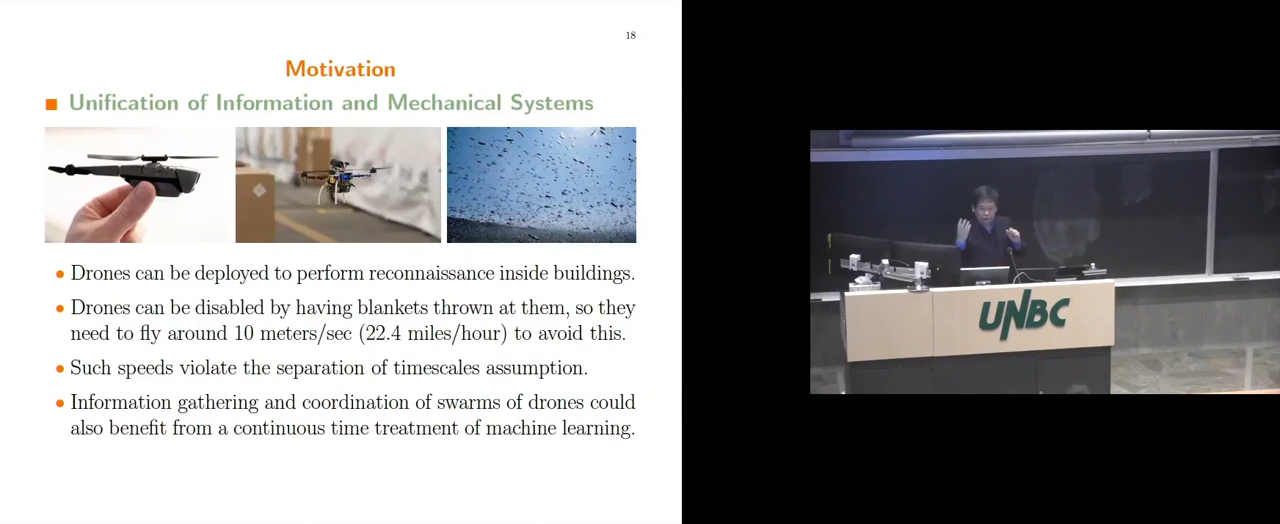 18
Motivation
Unification of Information and Mechanical Systems
Drones can be deployed to perform reconnaissance inside buildings.
Drones can be disabled by having blankets thrown at them, so they
need to fly around 10 meters/sec (22.4 miles/hour) to avoid this.
Such speeds violate the separation of timescales assumption.
Information gathering and coordination of swarms of drones could
also benefit from a continuous time treatment of machine learning.
UNBC